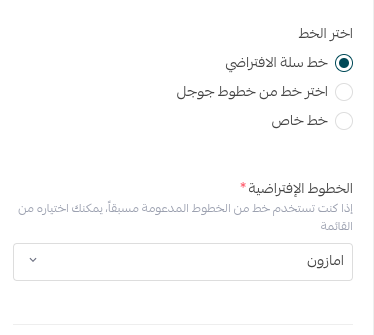 اختر الخط
خط سلة الافتراضي
اختر خط من خطوط جوجل
خط خاص
الخطوط الإفتراضية *
إذا كنت تستخدم خط من الخطوط المدعومة مسبقاً، يمكنك اختياره من
القائمة
امازون